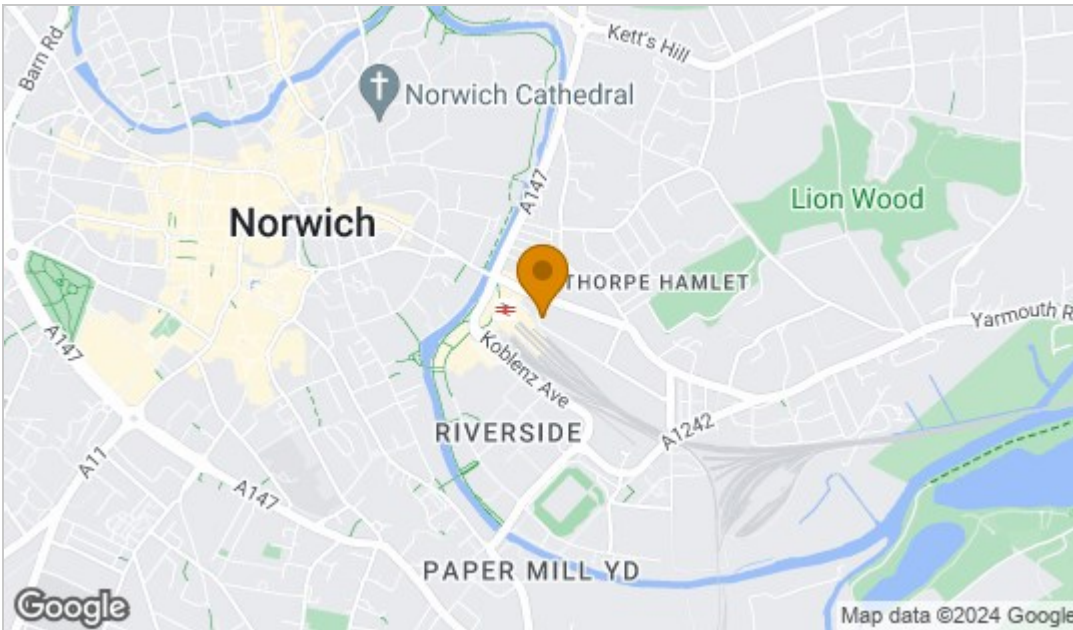 Barn Rd
Kett's Hill
Norwich Cathedral
A147
Lion Wood
Norwich
THORPE HAMLET
Yarmouth R
A147
Koblenz Ave
RIVERSIDE
A1242
A11
A147
PAPER MILL YD
Google
Map data ©2024 Google